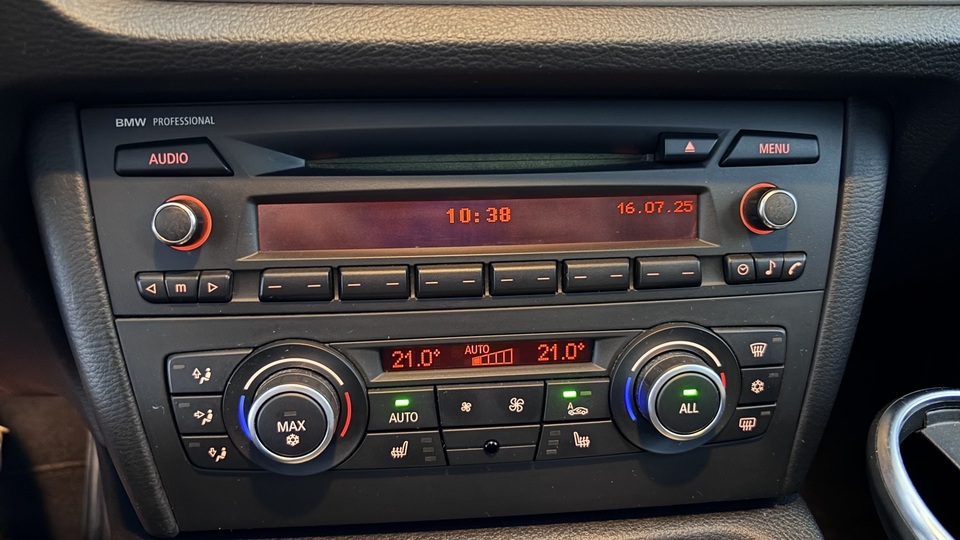 BMW PROFESSIONAL
AUDIO
MENU
10:38
16.07.25
m
21.0°
AUTO
21.0°
MAX
AUTO
A
ALL